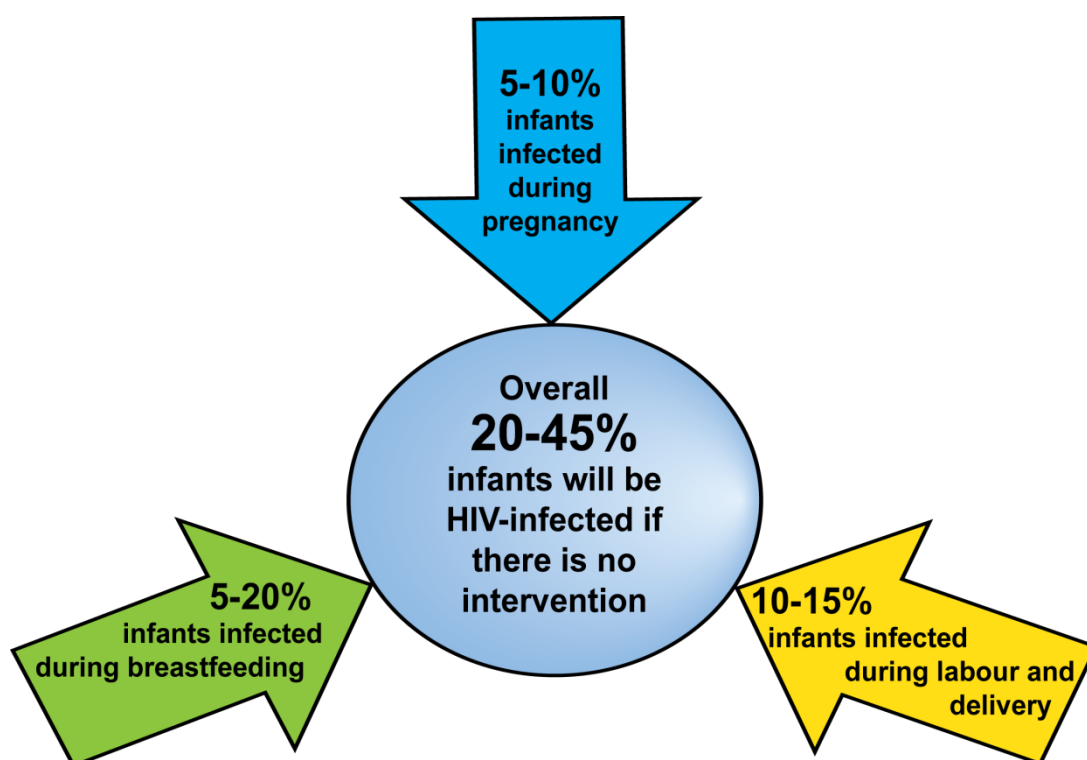 5-10%
infants
infected
during
pregnancy
Overall
20-45%
infants will be
HIV-infected if
there is no
intervention
5-20%
infants infected
during breastfeeding
10-15%
infants infected
during labour and
delivery